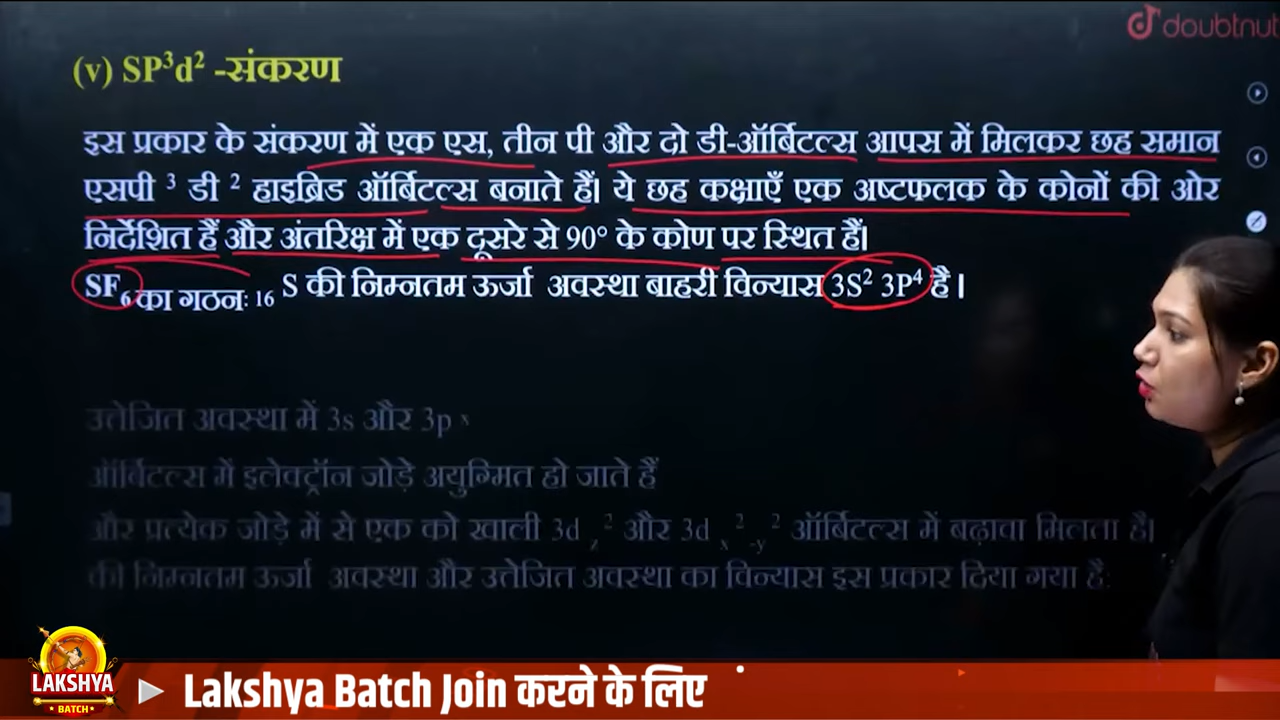 doubtnut
(v) SP³d² -संकरण
इस प्रकार के संकरण में एक एस, तीन पी और दो डी-ऑर्बिटल्स आपस में मिलकर छह समान
एसपी ³ डी ² हाइब्रिड ऑर्बिटल्स बनाते हैं। ये छह कक्षाएँ एक अष्टफलक के कोनों की ओर
निर्देशित हैं और अंतरिक्ष में एक दूसरे से 90° के कोण पर स्थित हैं।
SF₆ का गठन: 16 S की निम्नतम ऊर्जा अवस्था बाहरी विन्यास 3S² 3P⁴ है ।
उत्तेजित अवस्था में 3s और 3p x
ऑर्बिटल्स में इलेक्ट्रॉन जोड़े अयुग्मित हो जाते हैं
और प्रत्येक जोड़े में से एक को खाली 3d z² और 3d x²-y² ऑर्बिटल्स में बढ़ावा मिलता है।
की निम्नतम ऊर्जा अवस्था और उत्तेजित अवस्था का विन्यास इस प्रकार दिया गया है:
LAKSHYA
BATCH
Lakshya Batch Join करने के लिए